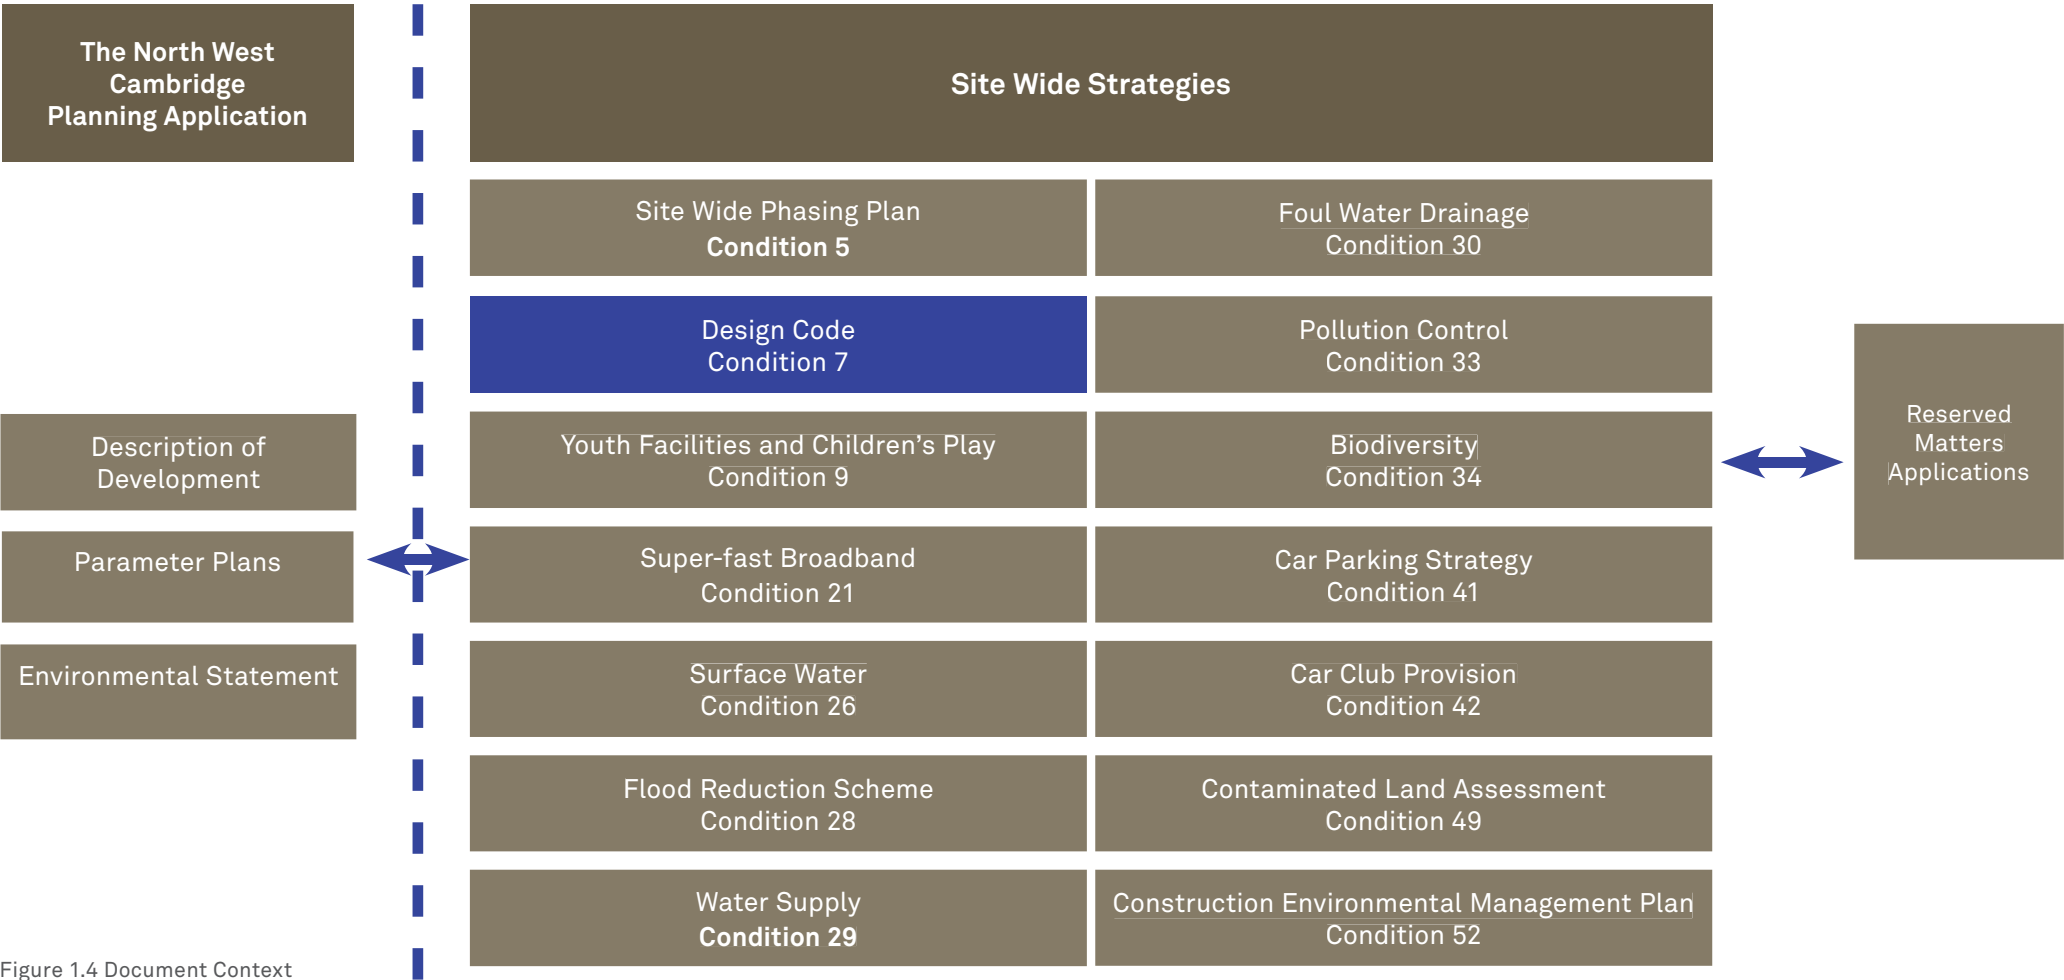 The North West
Cambridge
Planning Application
Description of
Development
Parameter Plans
Environmental Statement
Site Wide Strategies
Site Wide Phasing Plan
Condition 5
Design Code
Condition 7
Youth Facilities and Children’s Play
Condition 9
Super-fast Broadband
Condition 21
Surface Water
Condition 26
Flood Reduction Scheme
Condition 28
Water Supply
Condition 29
Foul Water Drainage
Condition 30
Pollution Control
Condition 33
Biodiversity
Condition 34
Car Parking Strategy
Condition 41
Car Club Provision
Condition 42
Contaminated Land Assessment
Condition 49
Construction Environmental Management Plan
Condition 52
Reserved
Matters
Applications
Figure 1.4 Document Context